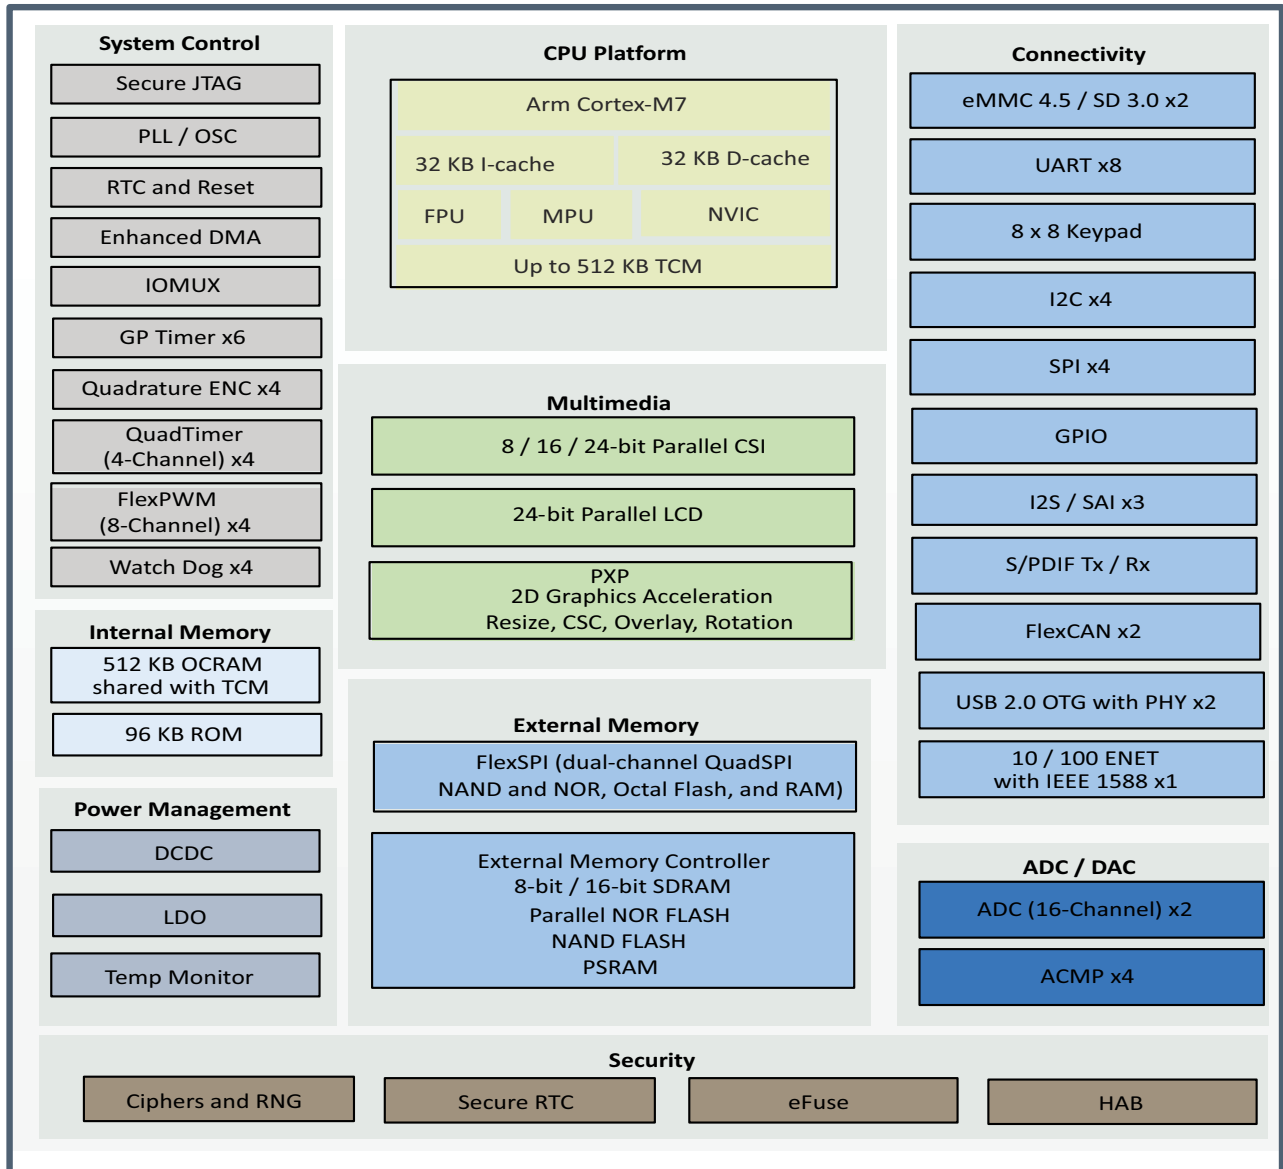 System Control
Secure JTAG
PLL / OSC
RTC and Reset
Enhanced DMA
IOMUX
GP Timer x6
Quadrature ENC x4
QuadTimer
(4-Channel) x4
FlexPWM
(8-Channel) x4
Watch Dog x4
Internal Memory
512 KB OCRAM
shared with TCM
96 KB ROM
Power Management
DCDC
LDO
Temp Monitor
CPU Platform
Arm Cortex-M7
32 KB I-cache
32 KB D-cache
FPU
MPU
NVIC
Up to 512 KB TCM
Multimedia
8 / 16 / 24-bit Parallel CSI
24-bit Parallel LCD
PXP
2D Graphics Acceleration
Resize, CSC, Overlay, Rotation
External Memory
FlexSPI (dual-channel QuadSPI
NAND and NOR, Octal Flash, and RAM)
External Memory Controller
8-bit / 16-bit SDRAM
Parallel NOR FLASH
NAND FLASH
PSRAM
Connectivity
eMMC 4.5 / SD 3.0 x2
UART x8
8 x 8 Keypad
I2C x4
SPI x4
GPIO
I2S / SAI x3
S/PDIF Tx / Rx
FlexCAN x2
USB 2.0 OTG with PHY x2
10 / 100 ENET
with IEEE 1588 x1
ADC / DAC
ADC (16-Channel) x2
ACMP x4
Security
Ciphers and RNG
Secure RTC
eFuse
HAB